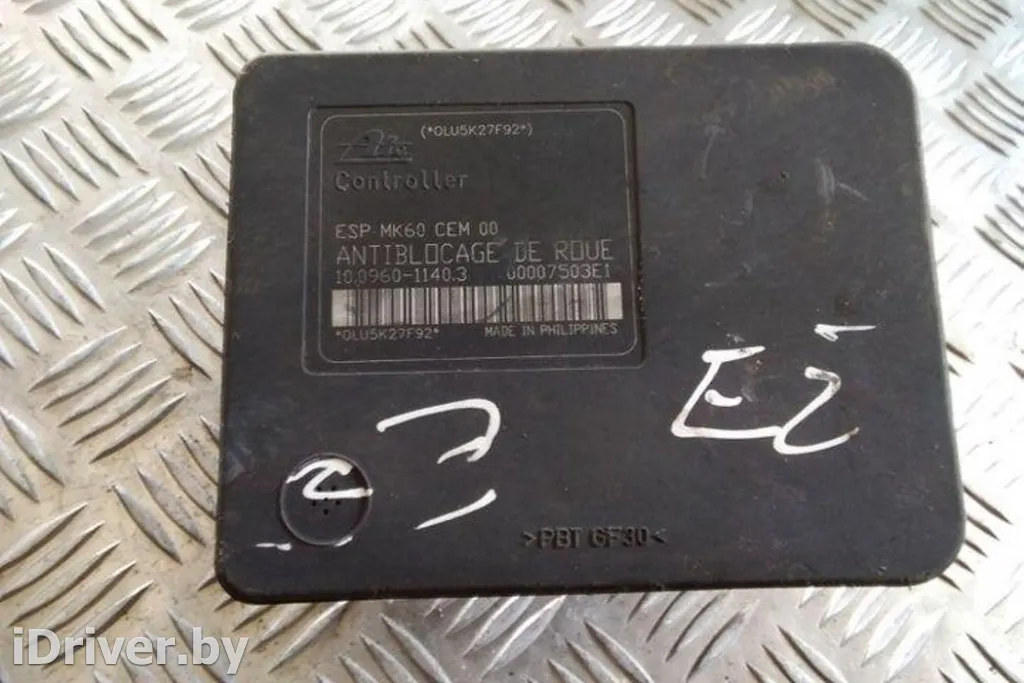 (*OLU5K27F92*)
Ate
Controller
ESP MK60 CEM 00
ANTIBLOCAGE DE ROUE
10.0960-1140.3 00007503E1
*OLU5K27F92* MADE IN PHILIPPINES
>PBT GF30<
iDriver.by